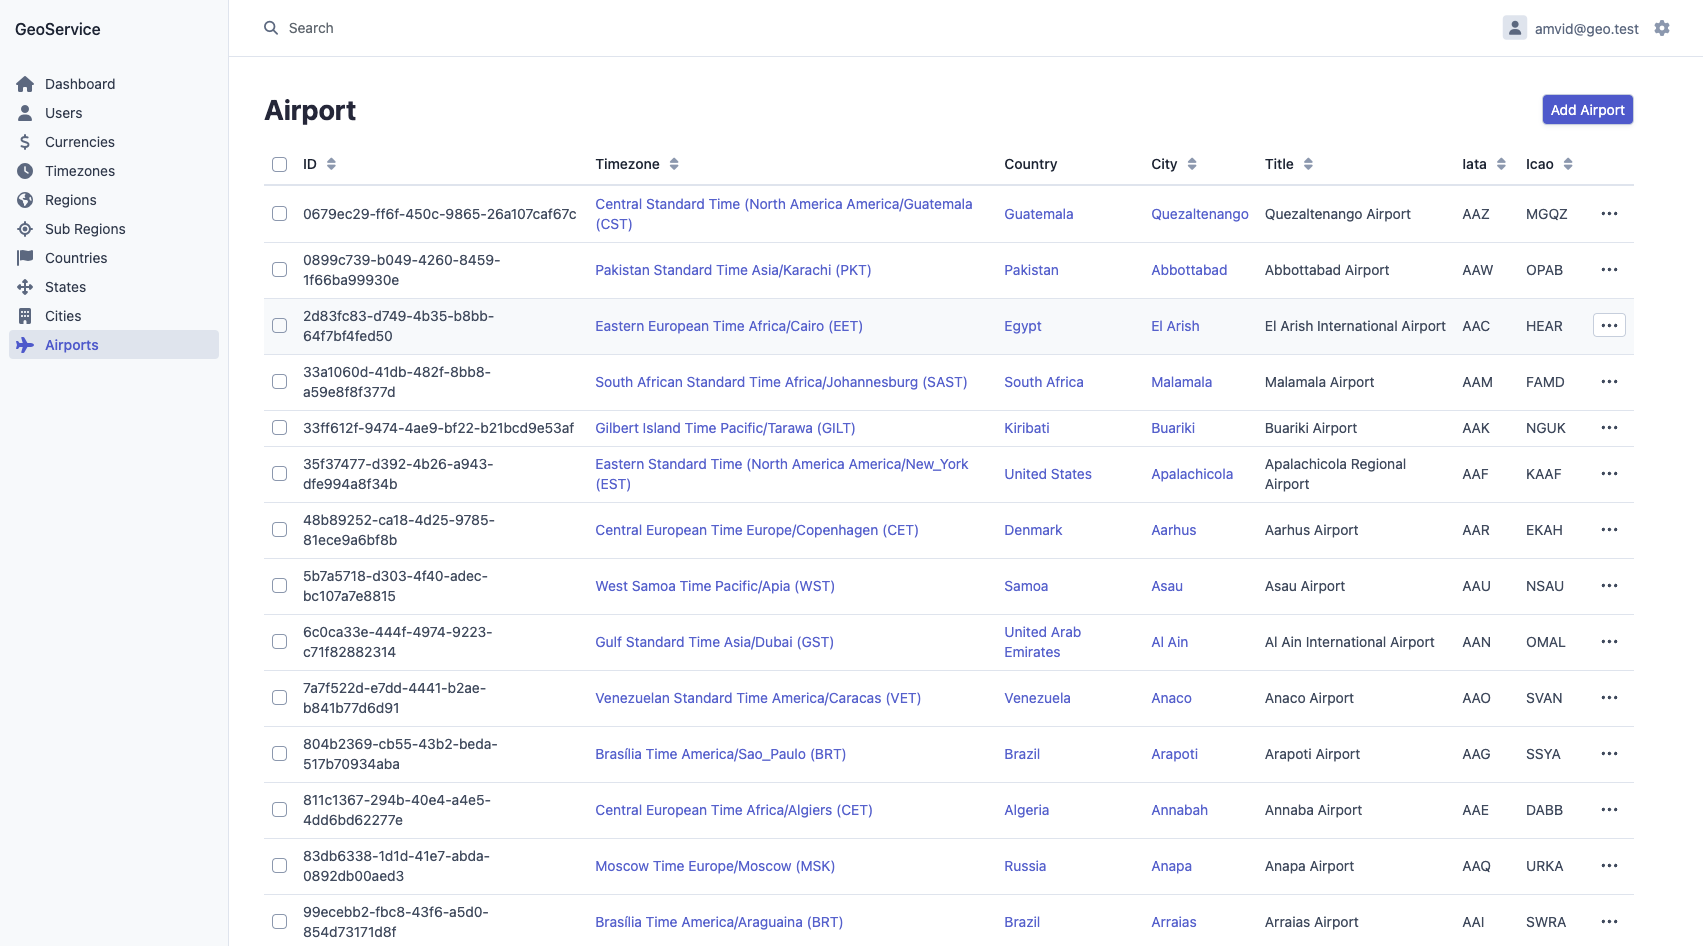 GeoService
Search
amvid@geo.test
Dashboard
Users
Currencies
Timezones
Regions
Sub Regions
Countries
States
Cities
Airports
Airport
Add Airport
ID Timezone Country City Title Iata Icao
0679ec29-ff6f-450c-9865-26a107caf67c Central Standard Time (North America America/Guatemala (CST) Guatemala Quezaltenango Quezaltenango Airport AAZ MGQZ
0899c739-b049-4260-8459-1f66ba99930e Pakistan Standard Time Asia/Karachi (PKT) Pakistan Abbottabad Abbottabad Airport AAW OPAB
2d83fc83-d749-4b35-b8bb-64f7bf4fed50 Eastern European Time Africa/Cairo (EET) Egypt El Arish El Arish International Airport AAC HEAR
33a1060d-41db-482f-8bb8-a59e8f8f377d South African Standard Time Africa/Johannesburg (SAST) South Africa Malamala Malamala Airport AAM FAMD
33ff612f-9474-4ae9-bf22-b21bcd9e53af Gilbert Island Time Pacific/Tarawa (GILT) Kiribati Buariki Buariki Airport AAK NGUK
35f37477-d392-4b26-a943-dfe994a8f34b Eastern Standard Time (North America America/New_York (EST) United States Apalachicola Apalachicola Regional Airport AAF KAAF
48b89252-ca18-4d25-9785-81ece9a6bf8b Central European Time Europe/Copenhagen (CET) Denmark Aarhus Aarhus Airport AAR EKAH
5b7a5718-d303-4f40-adec-bc107a7e8815 West Samoa Time Pacific/Apia (WST) Samoa Asau Asau Airport AAU NSAU
6c0ca33e-444f-4974-9223-c71f82882314 Gulf Standard Time Asia/Dubai (GST) United Arab Emirates Al Ain Al Ain International Airport AAN OMAL
7a7f522d-e7dd-4441-b2ae-b841b77d6d91 Venezuelan Standard Time America/Caracas (VET) Venezuela Anaco Anaco Airport AAO SVAN
804b2369-cb55-43b2-beda-517b70934aba Brasília Time America/Sao_Paulo (BRT) Brazil Arapoti Arapoti Airport AAG SSYA
811c1367-294b-40e4-a4e5-4dd6bd62277e Central European Time Africa/Algiers (CET) Algeria Annabah Annaba Airport AAE DABB
83db6338-1d1d-41e7-abda-0892db00aed3 Moscow Time Europe/Moscow (MSK) Russia Anapa Anapa Airport AAQ URKA
99ecebb2-fbc8-43f6-a5d0-854d73171d8f Brasília Time America/Araguaina (BRT) Brazil Arraias Arraias Airport AAI SWRA